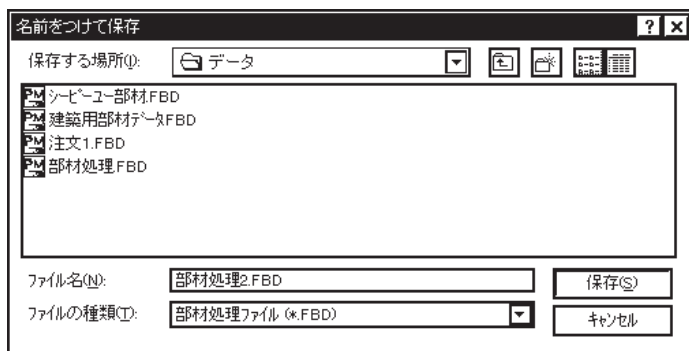 名前をつけて保存
保存する場所(I): データ
シーピーユー部材.FBD
建築用部材データ.FBD
注文1.FBD
部材処理.FBD
ファイル名(N): 部材処理2.FBD 保存(S)
ファイルの種類(T): 部材処理ファイル (*.FBD) キャンセル